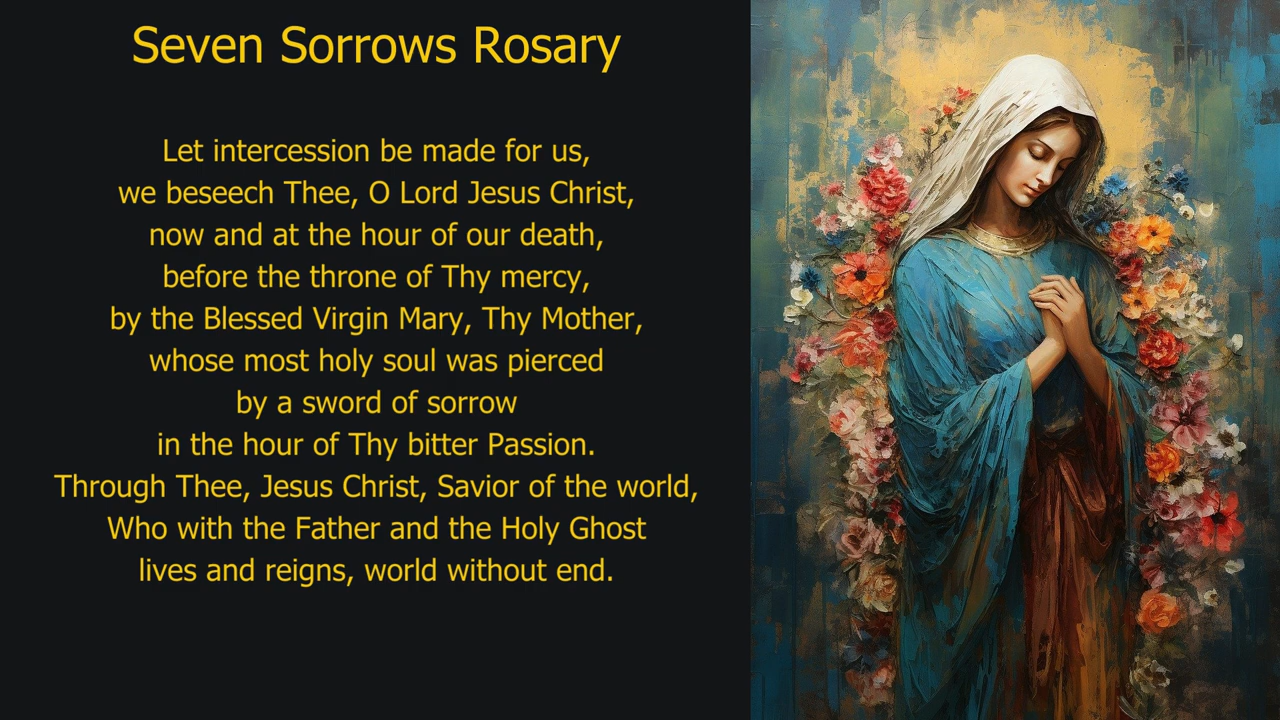 Seven Sorrows Rosary
Let intercession be made for us,
we beseech Thee, O Lord Jesus Christ,
now and at the hour of our death,
before the throne of Thy mercy,
by the Blessed Virgin Mary, Thy Mother,
whose most holy soul was pierced
by a sword of sorrow
in the hour of Thy bitter Passion.
Through Thee, Jesus Christ, Savior of the world,
Who with the Father and the Holy Ghost
lives and reigns, world without end.